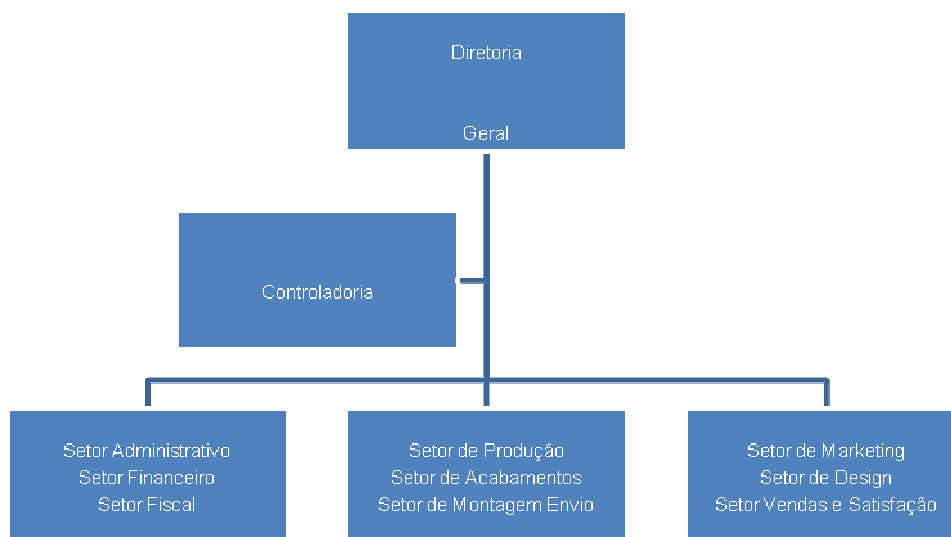 Diretoria
Geral
Controladoria
Setor Administrativo
Setor Financeiro
Setor Fiscal
Setor de Produção
Setor de Acabamentos
Setor de Montagem Envio
Setor de Marketing
Setor de Design
Setor Vendas e Satisfação